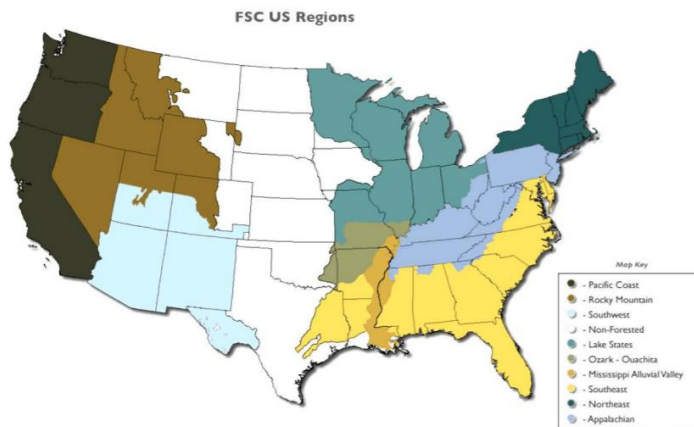 FSC US Regions
Map Key
- Pacific Coast
- Rocky Mountain
- Southwest
- Non-Forested
- Lake States
- Ozark - Ouachita
- Mississippi Alluvial Valley
- Southeast
- Northeast
- Appalachian